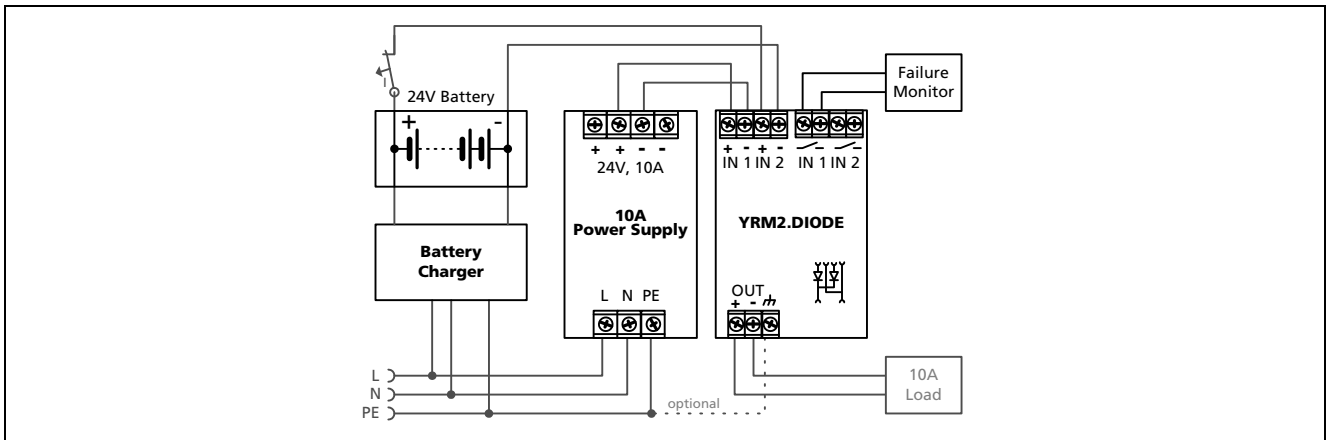 24V Battery
+ -
Battery
Charger
+ + - -
24V, 10A
10A
Power Supply
L N PE
+ - + -
IN 1 IN 2
IN 1 IN 2
YRM2.DIODE
OUT
+ -
Failure
Monitor
10A
Load
L
N
PE
optional